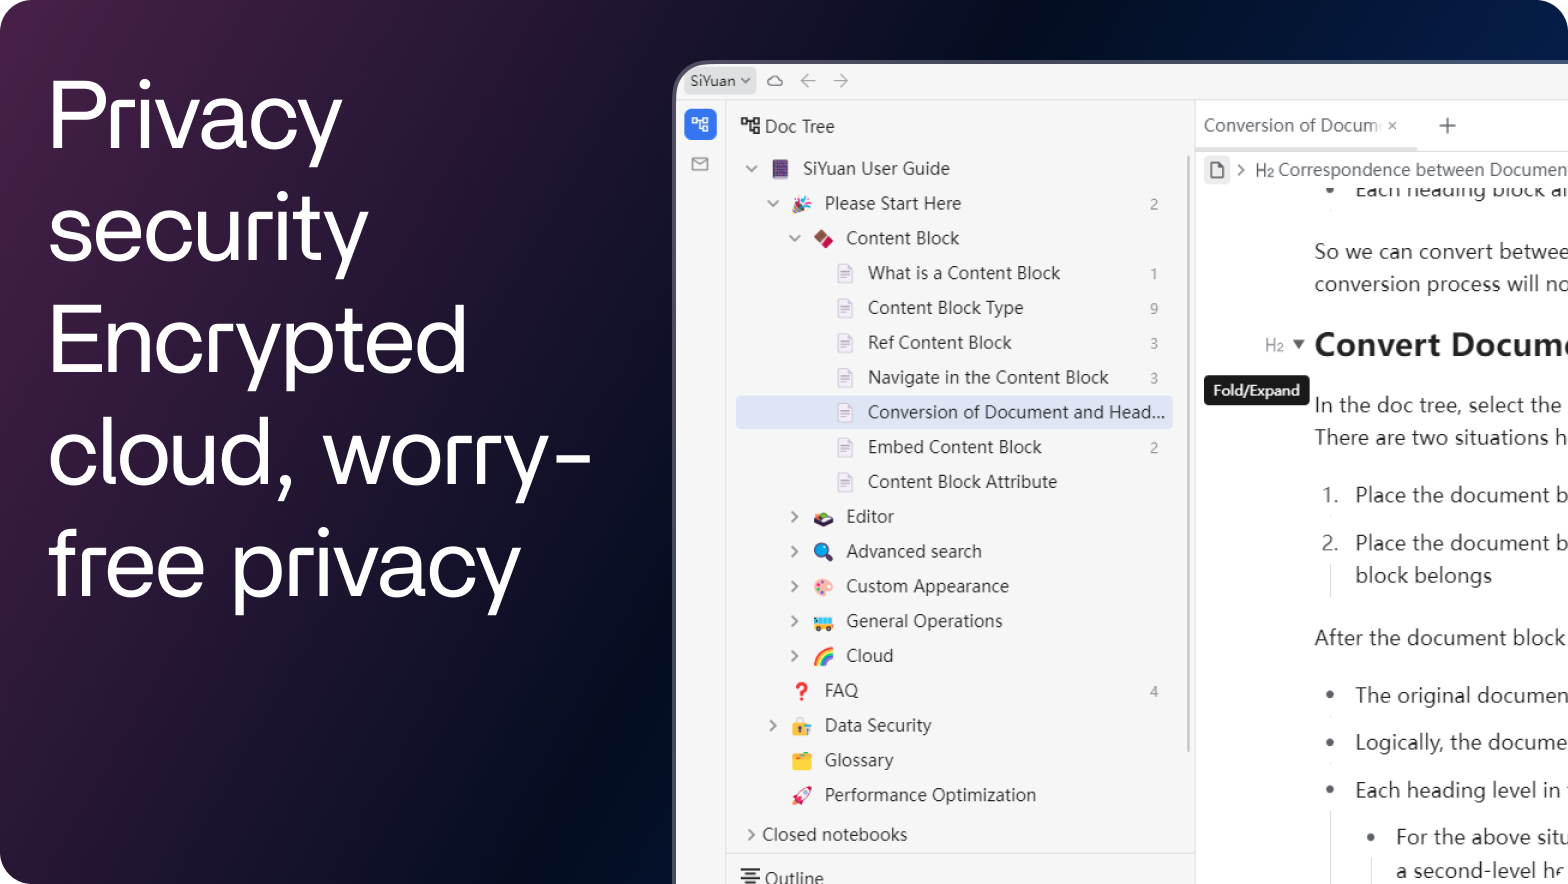 Privacy
security
Encrypted
cloud, worry-
free privacy
SiYuan
Doc Tree
SiYuan User Guide
Please Start Here 2
Content Block
What is a Content Block 1
Content Block Type 9
Ref Content Block 3
Navigate in the Content Block 3
Conversion of Document and Head...
Embed Content Block 2
Content Block Attribute
Editor
Advanced search
Custom Appearance
General Operations
Cloud
FAQ 4
Data Security
Glossary
Performance Optimization
Closed notebooks
Outline
Conversion of Docum
H2 Correspondence between Documen
Each heading block a
So we can convert betwee
conversion process will no
H2 Convert Docum
Fold/Expand
In the doc tree, select the
There are two situations h
1. Place the document b
2. Place the document b
block belongs
After the document block
The original documen
Logically, the docume
Each heading level in
For the above situ
a second-level he